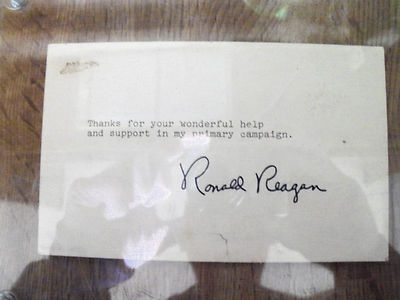 Thanks for your wonderful help
and support in my primary campaign.
Ronald Reagan